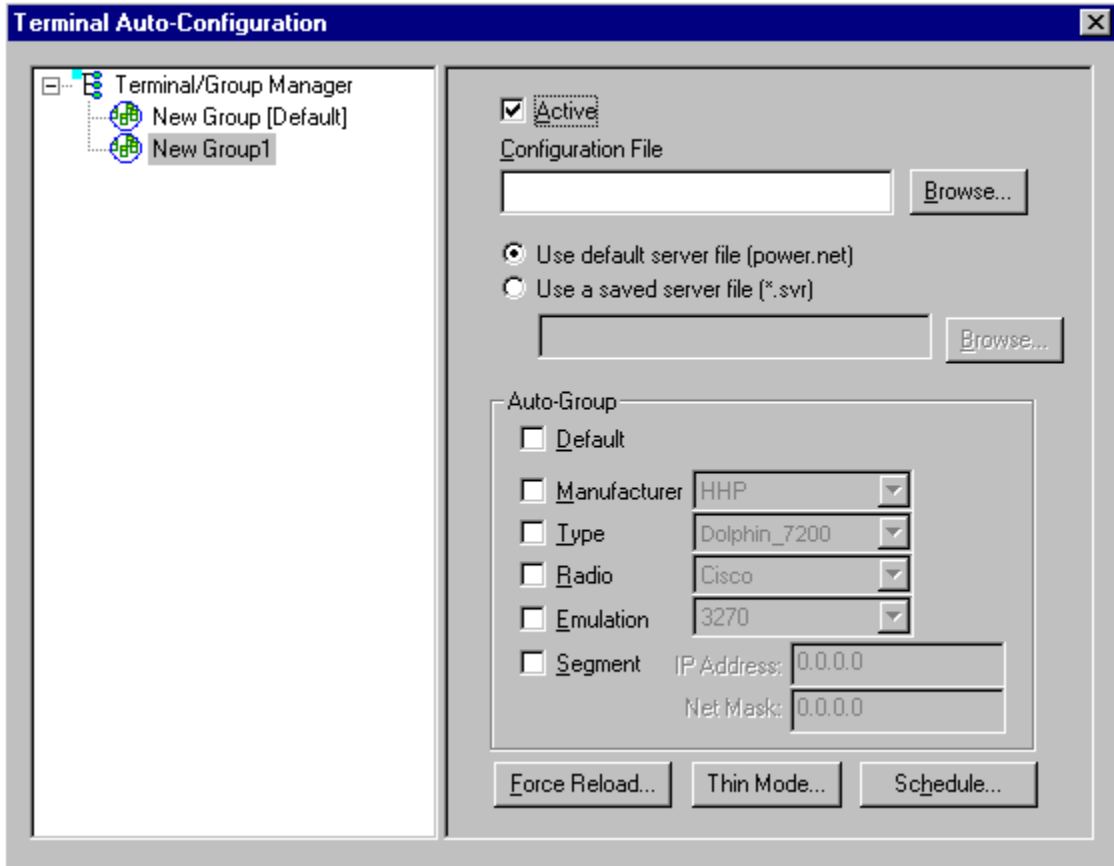 Terminal Auto-Configuration
Terminal/Group Manager
New Group [Default]
New Group1
Active
Configuration File
Browse...
Use default server file (power.net)
Use a saved server file (*.svr)
Browse...
Auto-Group
Default
Manufacturer HHP
Type Dolphin_7200
Radio Cisco
Emulation 3270
Segment IP Address: 0.0.0.0
Net Mask: 0.0.0.0
Force Reload... Thin Mode... Schedule...